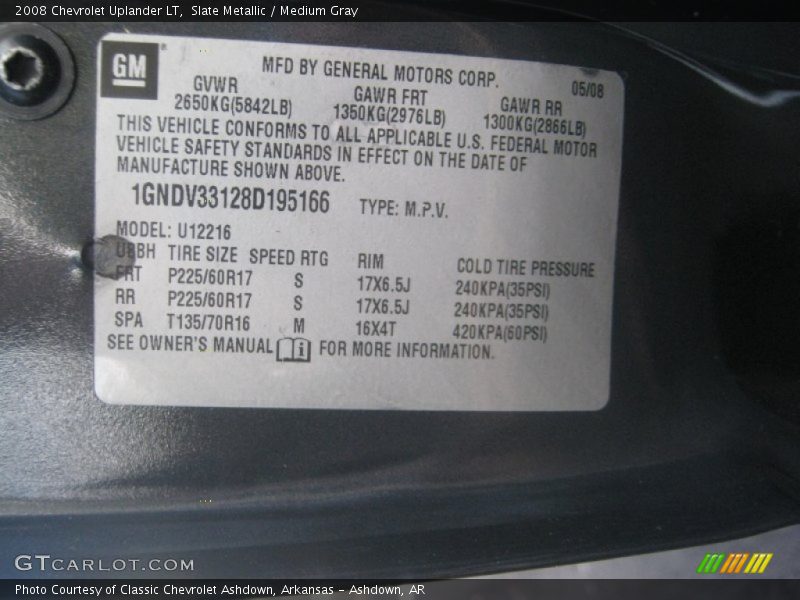 2008 Chevrolet Uplander LT,  Slate Metallic / Medium Gray
GM
MFD BY GENERAL MOTORS CORP.
05/08
GVWR GAWR FRT GAWR RR
2650KG(5842LB) 1350KG(2976LB) 1300KG(2866LB)
THIS VEHICLE CONFORMS TO ALL APPLICABLE U.S. FEDERAL MOTOR
VEHICLE SAFETY STANDARDS IN EFFECT ON THE DATE OF
MANUFACTURE SHOWN ABOVE.
1GNDV33128D195166 TYPE: M.P.V.
MODEL: U12216
UBBH TIRE SIZE SPEED RTG RIM COLD TIRE PRESSURE
FRT P225/60R17 S 17X6.5J 240KPA(35PSI)
RR P225/60R17 S 17X6.5J 240KPA(35PSI)
SPA T135/70R16 M 16X4T 420KPA(60PSI)
SEE OWNER'S MANUAL FOR MORE INFORMATION.
GTCARLOT.COM
Photo Courtesy of Classic Chevrolet Ashdown, Arkansas - Ashdown, AR